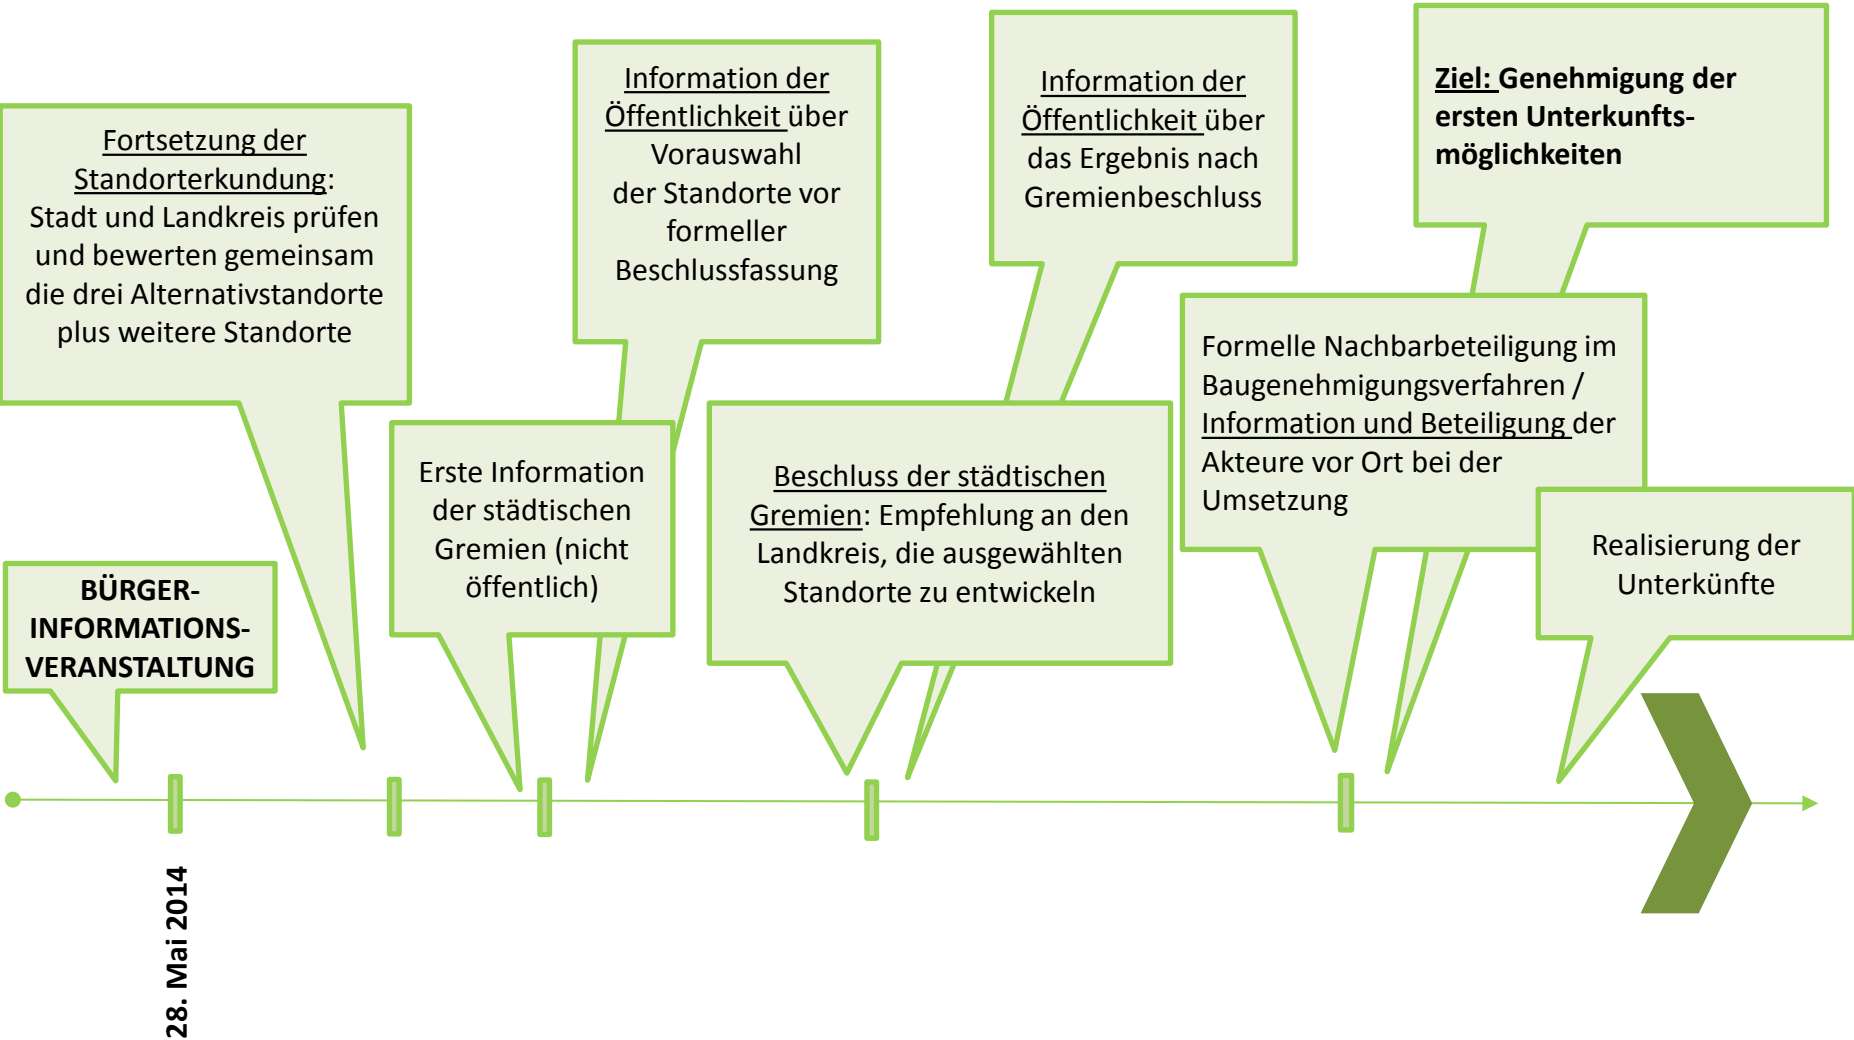 BÜRGER-
INFORMATIONS-
VERANSTALTUNG
Fortsetzung der
Standorterkundung:
Stadt und Landkreis prüfen
und bewerten gemeinsam
die drei Alternativstandorte
plus weitere Standorte
Erste Information
der städtischen
Gremien (nicht
öffentlich)
Information der
Öffentlichkeit über
Vorauswahl
der Standorte vor
formeller
Beschlussfassung
Beschluss der städtischen
Gremien: Empfehlung an den
Landkreis, die ausgewählten
Standorte zu entwickeln
Information der
Öffentlichkeit über
das Ergebnis nach
Gremienbeschluss
Formelle Nachbarbeteiligung im
Baugenehmigungsverfahren /
Information und Beteiligung der
Akteure vor Ort bei der
Umsetzung
Ziel: Genehmigung der
ersten Unterkunfts-
möglichkeiten
Realisierung der
Unterkünfte
28. Mai 2014